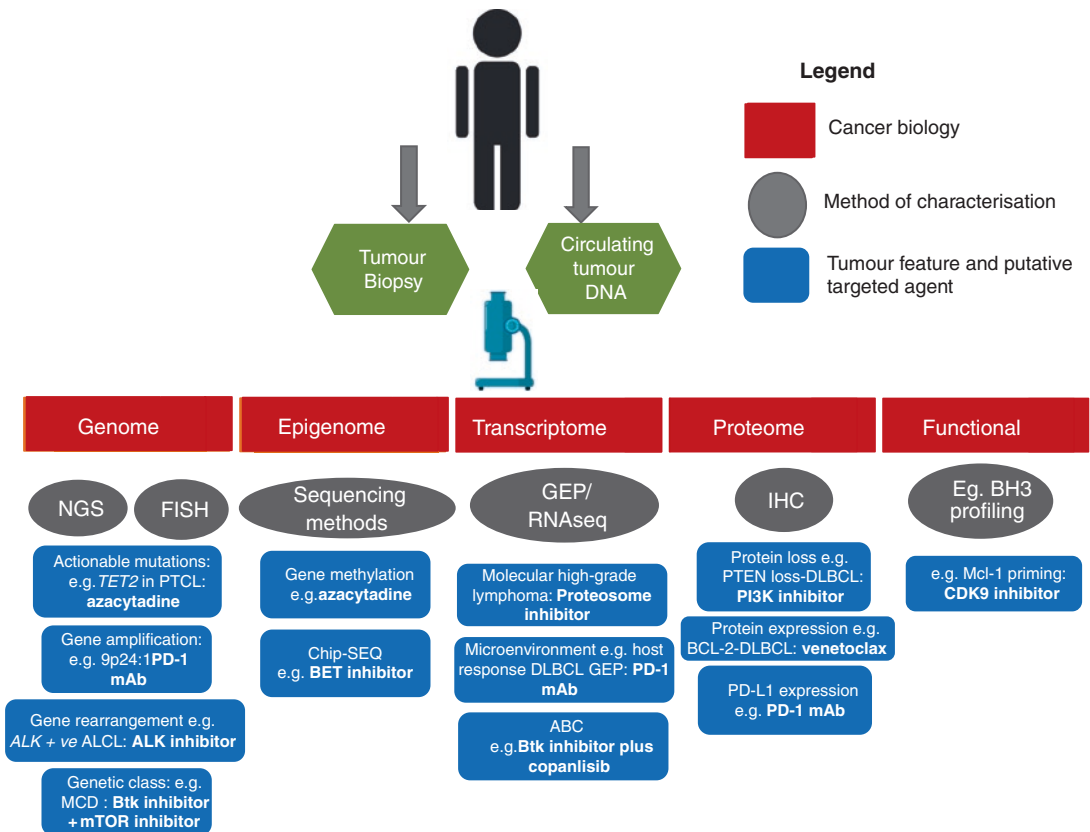 Legend
Cancer biology
Method of characterisation
Tumour feature and putative
targeted agent
Tumour
Biopsy
Circulating
tumour
DNA
Genome
Epigenome
Transcriptome
Proteome
Functional
NGS
FISH
Sequencing
methods
GEP/
RNAseq
IHC
Eg. BH3
profiling
Actionable mutations:
e.g. TET2 in PTCL:
azacytadine
Gene amplification:
e.g. 9p24:1PD-1
mAb
Gene rearrangement e.g.
ALK + ve ALCL: ALK inhibitor
Genetic class: e.g.
MCD : Btk inhibitor
+mTOR inhibitor
Gene methylation
e.g.azacytadine
Chip-SEQ
e.g. BET inhibitor
Molecular high-grade
lymphoma: Proteosome
inhibitor
Microenvironment e.g. host
response DLBCL GEP: PD-1
mAb
ABC
e.g.Btk inhibitor plus
copanlisib
Protein loss e.g.
PTEN loss-DLBCL:
PI3K inhibitor
Protein expression e.g.
BCL-2-DLBCL: venetoclax
PD-L1 expression
e.g. PD-1 mAb
e.g. Mcl-1 priming:
CDK9 inhibitor